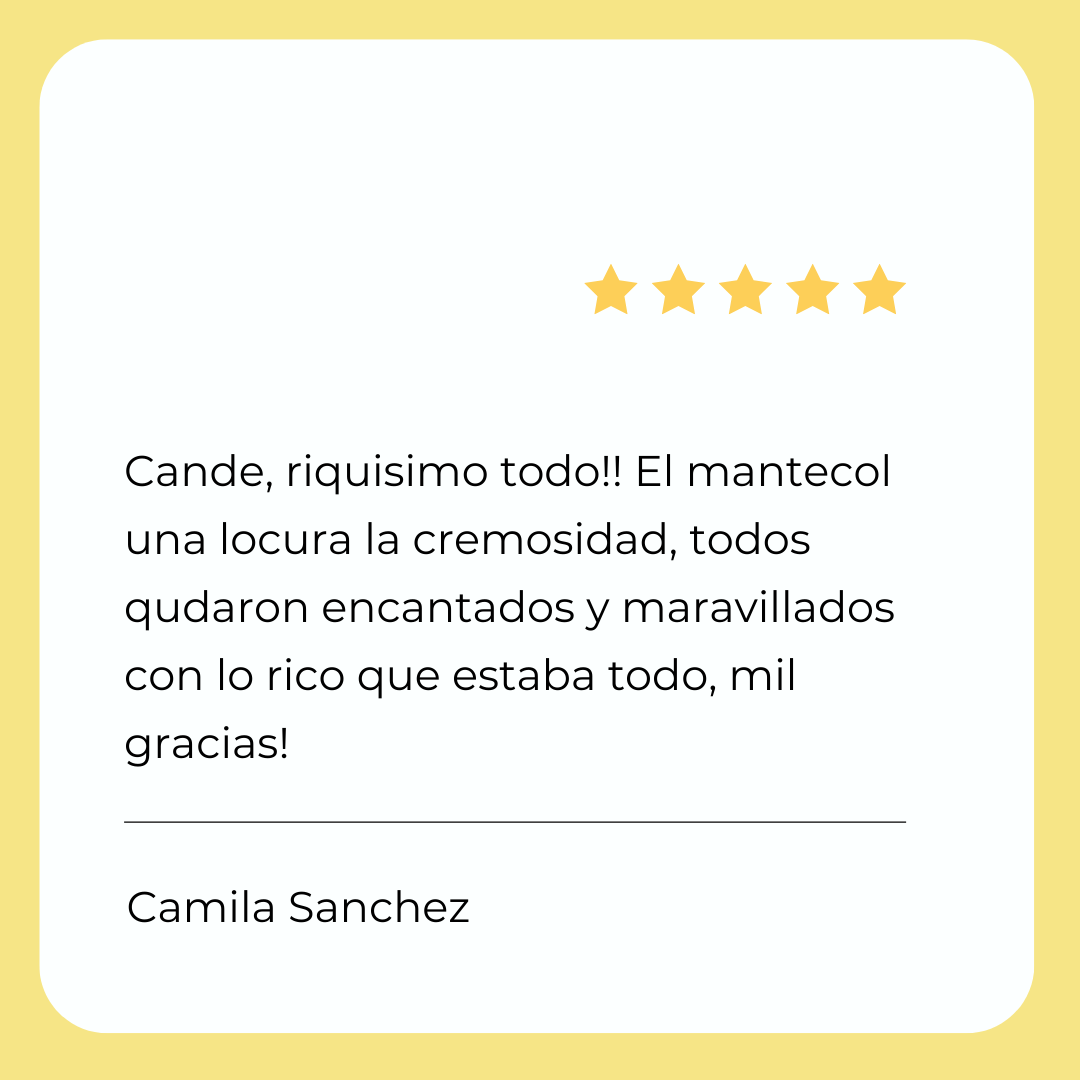 Cande, riquisimo todo!! El mantecol
una locura la cremosidad, todos
qudaron encantados y maravillados
con lo rico que estaba todo, mil
gracias!
Camila Sanchez